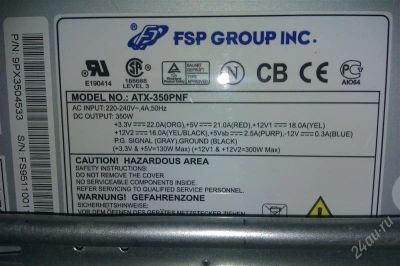 FSP GROUP INC.
E190414
188688
LEVEL 3
N CB CE
AIO64
MODEL NO.: ATX-350PNF
AC INPUT: 220-240V~, 4A, 50Hz
DC OUTPUT: 350W
+3.3V ⎓ 22.0A(ORG), +5V ⎓ 21.0A(RED), +12V1 ⎓ 18.0A(YEL)
+12V2 ⎓ 16.0A(YEL/BLACK), +5Vsb ⎓ 2.5A(PURP), -12V ⎓ 0.3A(BLUE)
P.G. SIGNAL (GRAY), GROUND (BLACK)
(+3.3V & +5V=130W Max) (+12V1 & +12V2=300W Max)
CAUTION! HAZARDOUS AREA
SAFETY INSTRUCTIONS:
DO NOT REMOVE THIS COVER.
NO SERVICEABLE COMPONENTS INSIDE.
REFER SERVICING TO QUALIFIED SERVICE PERSONNEL.
WARNUNG! GEFAHRENZONE
SICHERHEITSHINWEIS:
P/N: 9PX3504533
24au.ru